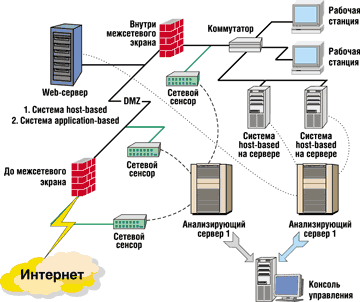 Внутри
межсетевого
экрана
Коммутатор
Рабочая
станция
Рабочая
станция
Web-сервер
1. Система host-based
2. Система application-based
DMZ
Сетевой
сенсор
Система
host-based
на сервере
Система
host-based
на сервере
До межсетевого
экрана
Сетевой
сенсор
Сетевой
сенсор
Анализирующий
сервер 1
Анализирующий
сервер 1
Интернет
Консоль
управления